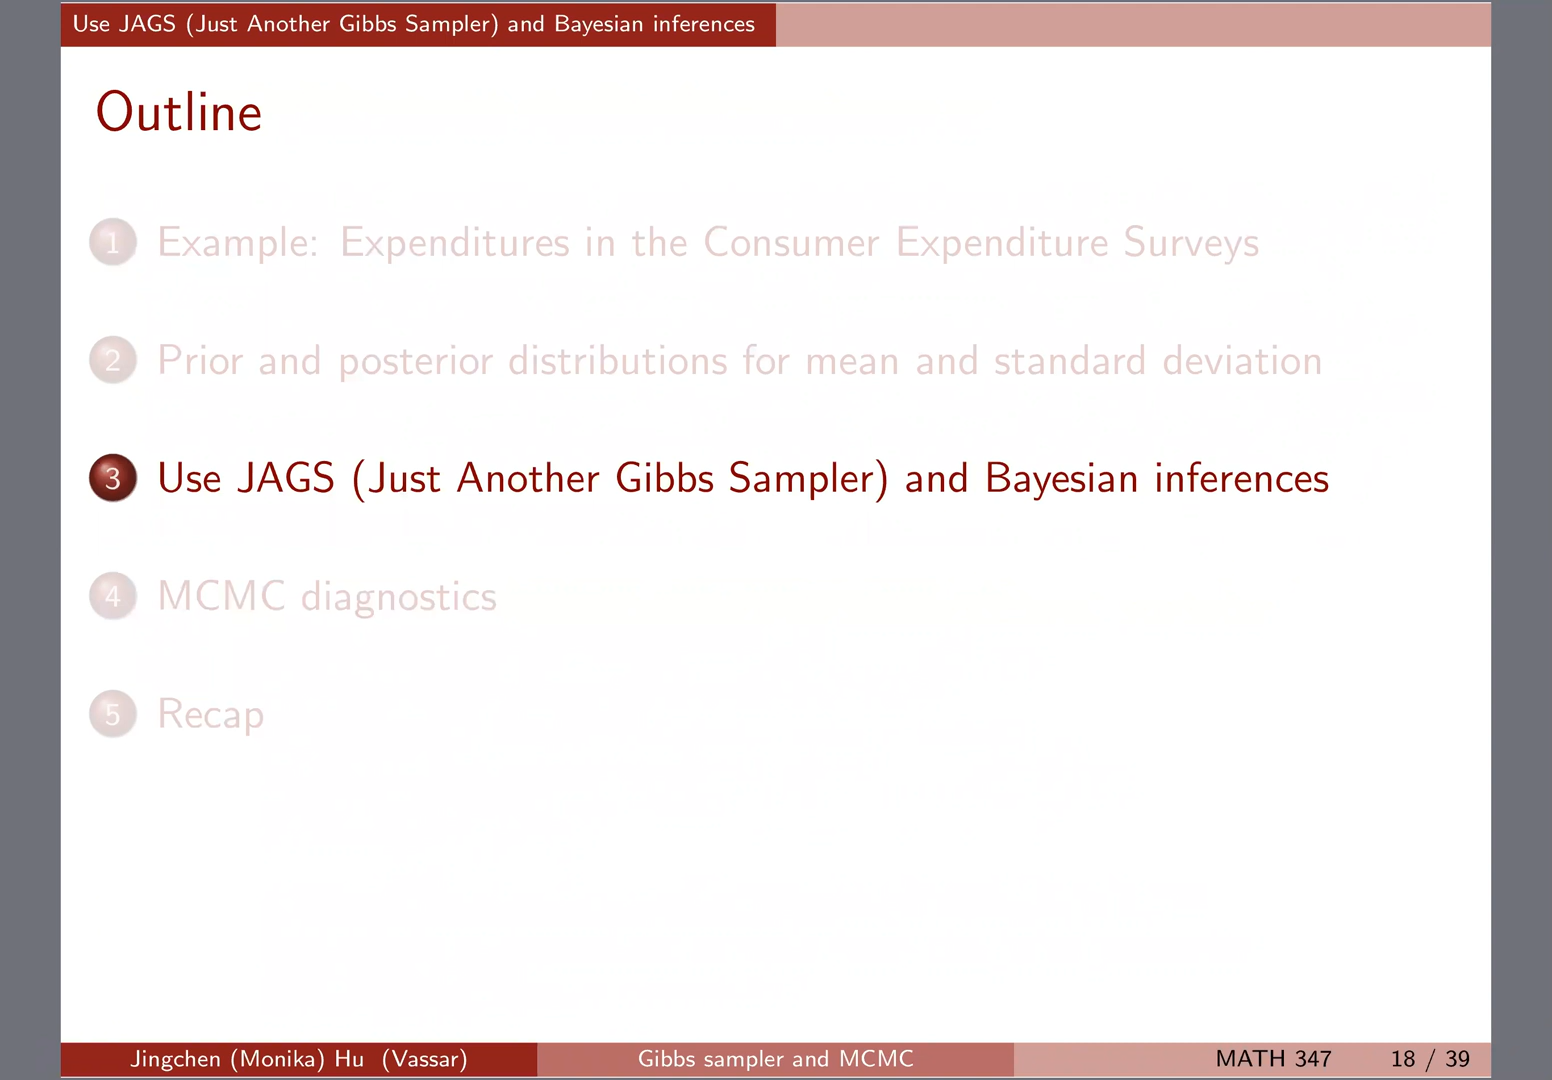 Use JAGS (Just Another Gibbs Sampler) and Bayesian inferences
Outline
1 Example: Expenditures in the Consumer Expenditure Surveys
2 Prior and posterior distributions for mean and standard deviation
3 Use JAGS (Just Another Gibbs Sampler) and Bayesian inferences
4 MCMC diagnostics
5 Recap
Jingchen (Monika) Hu (Vassar) Gibbs sampler and MCMC MATH 347 18 / 39